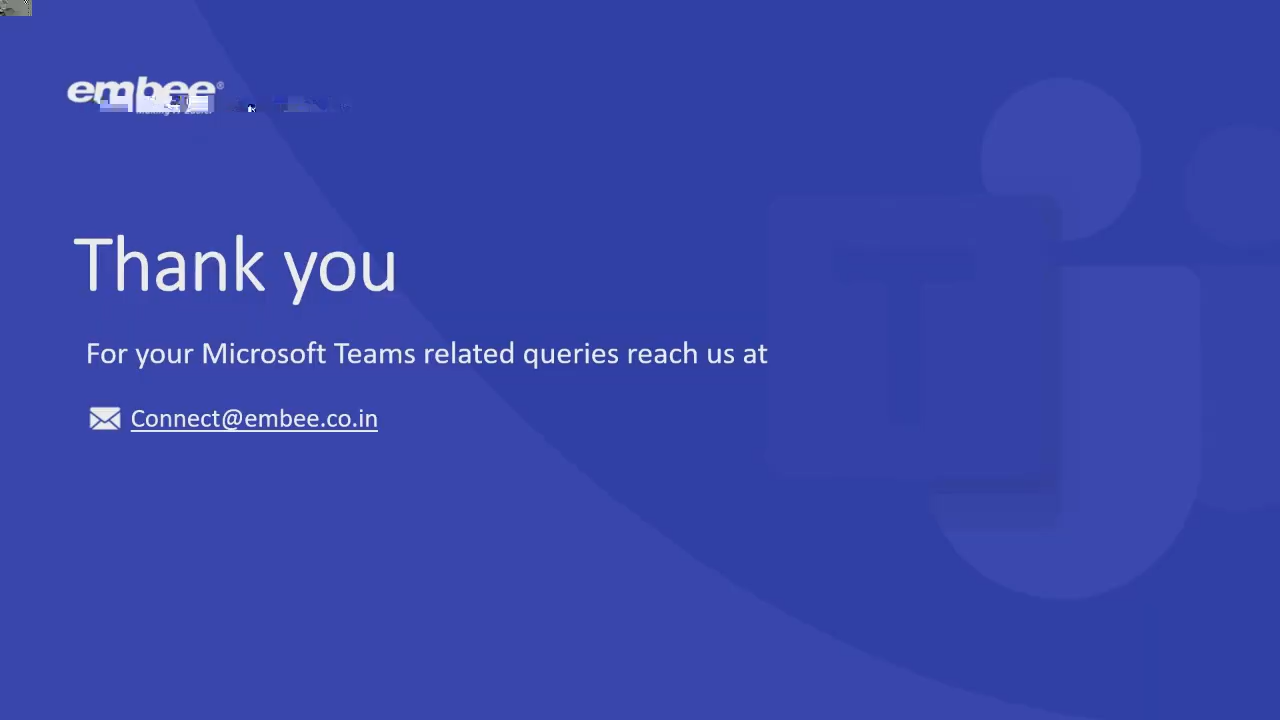 embee®
Thank you
For your Microsoft Teams related queries reach us at
Connect@embee.co.in